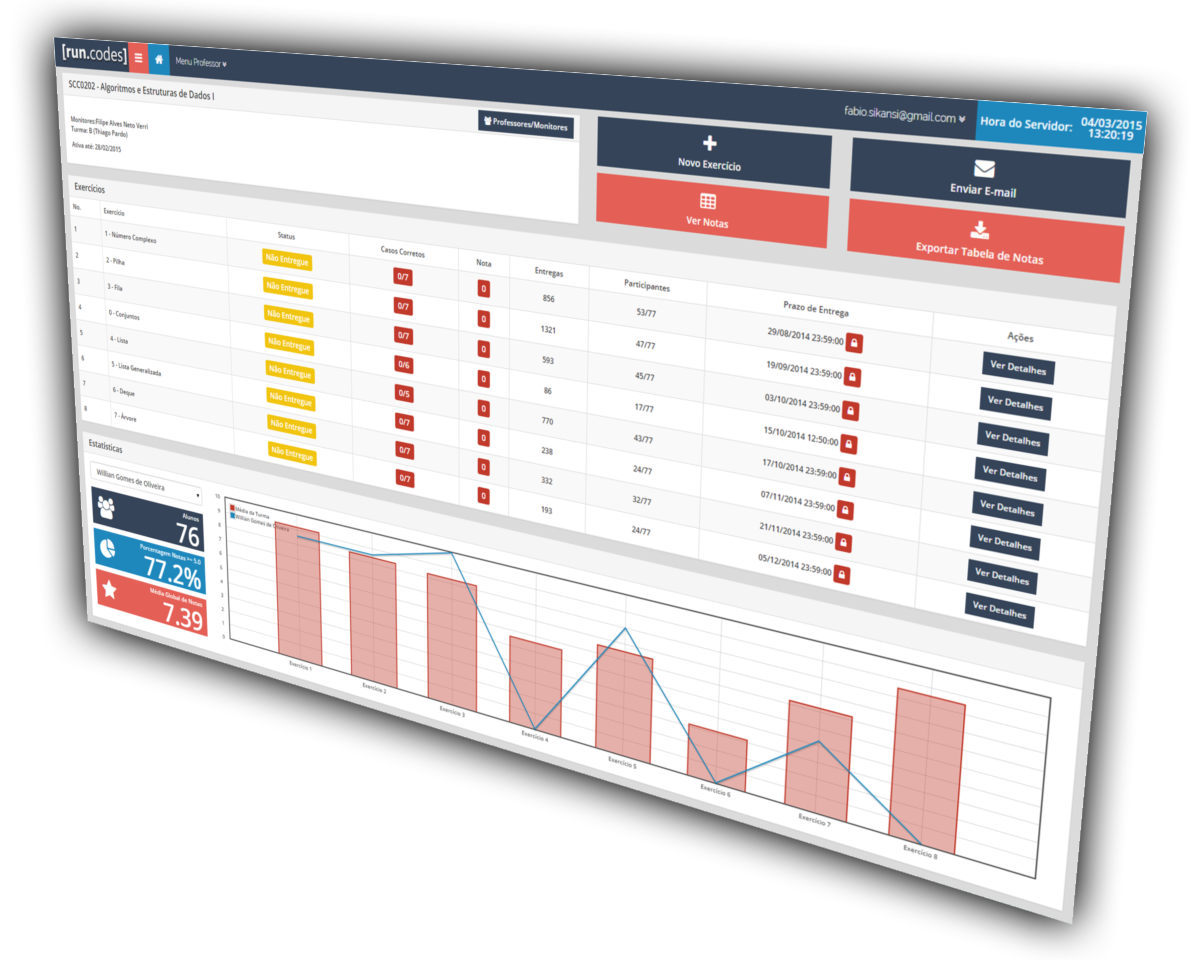 [run.codes]
Menu Professor
fabio.sikansi@gmail.com
Hora do Servidor: 04/03/2015 13:20:19
SCC0202 - Algoritmos e Estruturas de Dados I
Professores/Monitores
Monitores:Filipe Alves Neto Verri
Turma: B (Thiago Pardo)
Ativa até: 28/02/2015
Novo Exercício
Enviar E-mail
Ver Notas
Exportar Tabela de Notas
Exercícios
No. Exercício Status Casos Corretos Nota Entregas Participantes Prazo de Entrega Ações
1 1 - Número Complexo Não Entregue 0/7 0 856 53/77 29/08/2014 23:59:00 Ver Detalhes
2 2 - Pilha Não Entregue 0/7 0 1321 47/77 19/09/2014 23:59:00 Ver Detalhes
3 3 - Fila Não Entregue 0/7 0 593 45/77 03/10/2014 23:59:00 Ver Detalhes
4 0 - Conjuntos Não Entregue 0/6 0 86 17/77 15/10/2014 12:50:00 Ver Detalhes
5 4 - Lista Não Entregue 0/5 0 770 43/77 17/10/2014 23:59:00 Ver Detalhes
6 5 - Lista Generalizada Não Entregue 0/7 0 238 24/77 07/11/2014 23:59:00 Ver Detalhes
7 6 - Deque Não Entregue 0/7 0 332 32/77 21/11/2014 23:59:00 Ver Detalhes
8 7 - Árvore Não Entregue 0/7 0 193 24/77 05/12/2014 23:59:00 Ver Detalhes
Estatísticas
Willian Gomes de Oliveira
Alunos
76
Porcentagem Notas >= 5.0
77.2%
Média Global de Notas
7.39
Média da Turma
Willian Gomes de Oliveira
10
9
8
7
6
5
4
3
2
1
0
Exercício 1
Exercício 2
Exercício 3
Exercício 4
Exercício 5
Exercício 6
Exercício 7
Exercício 8